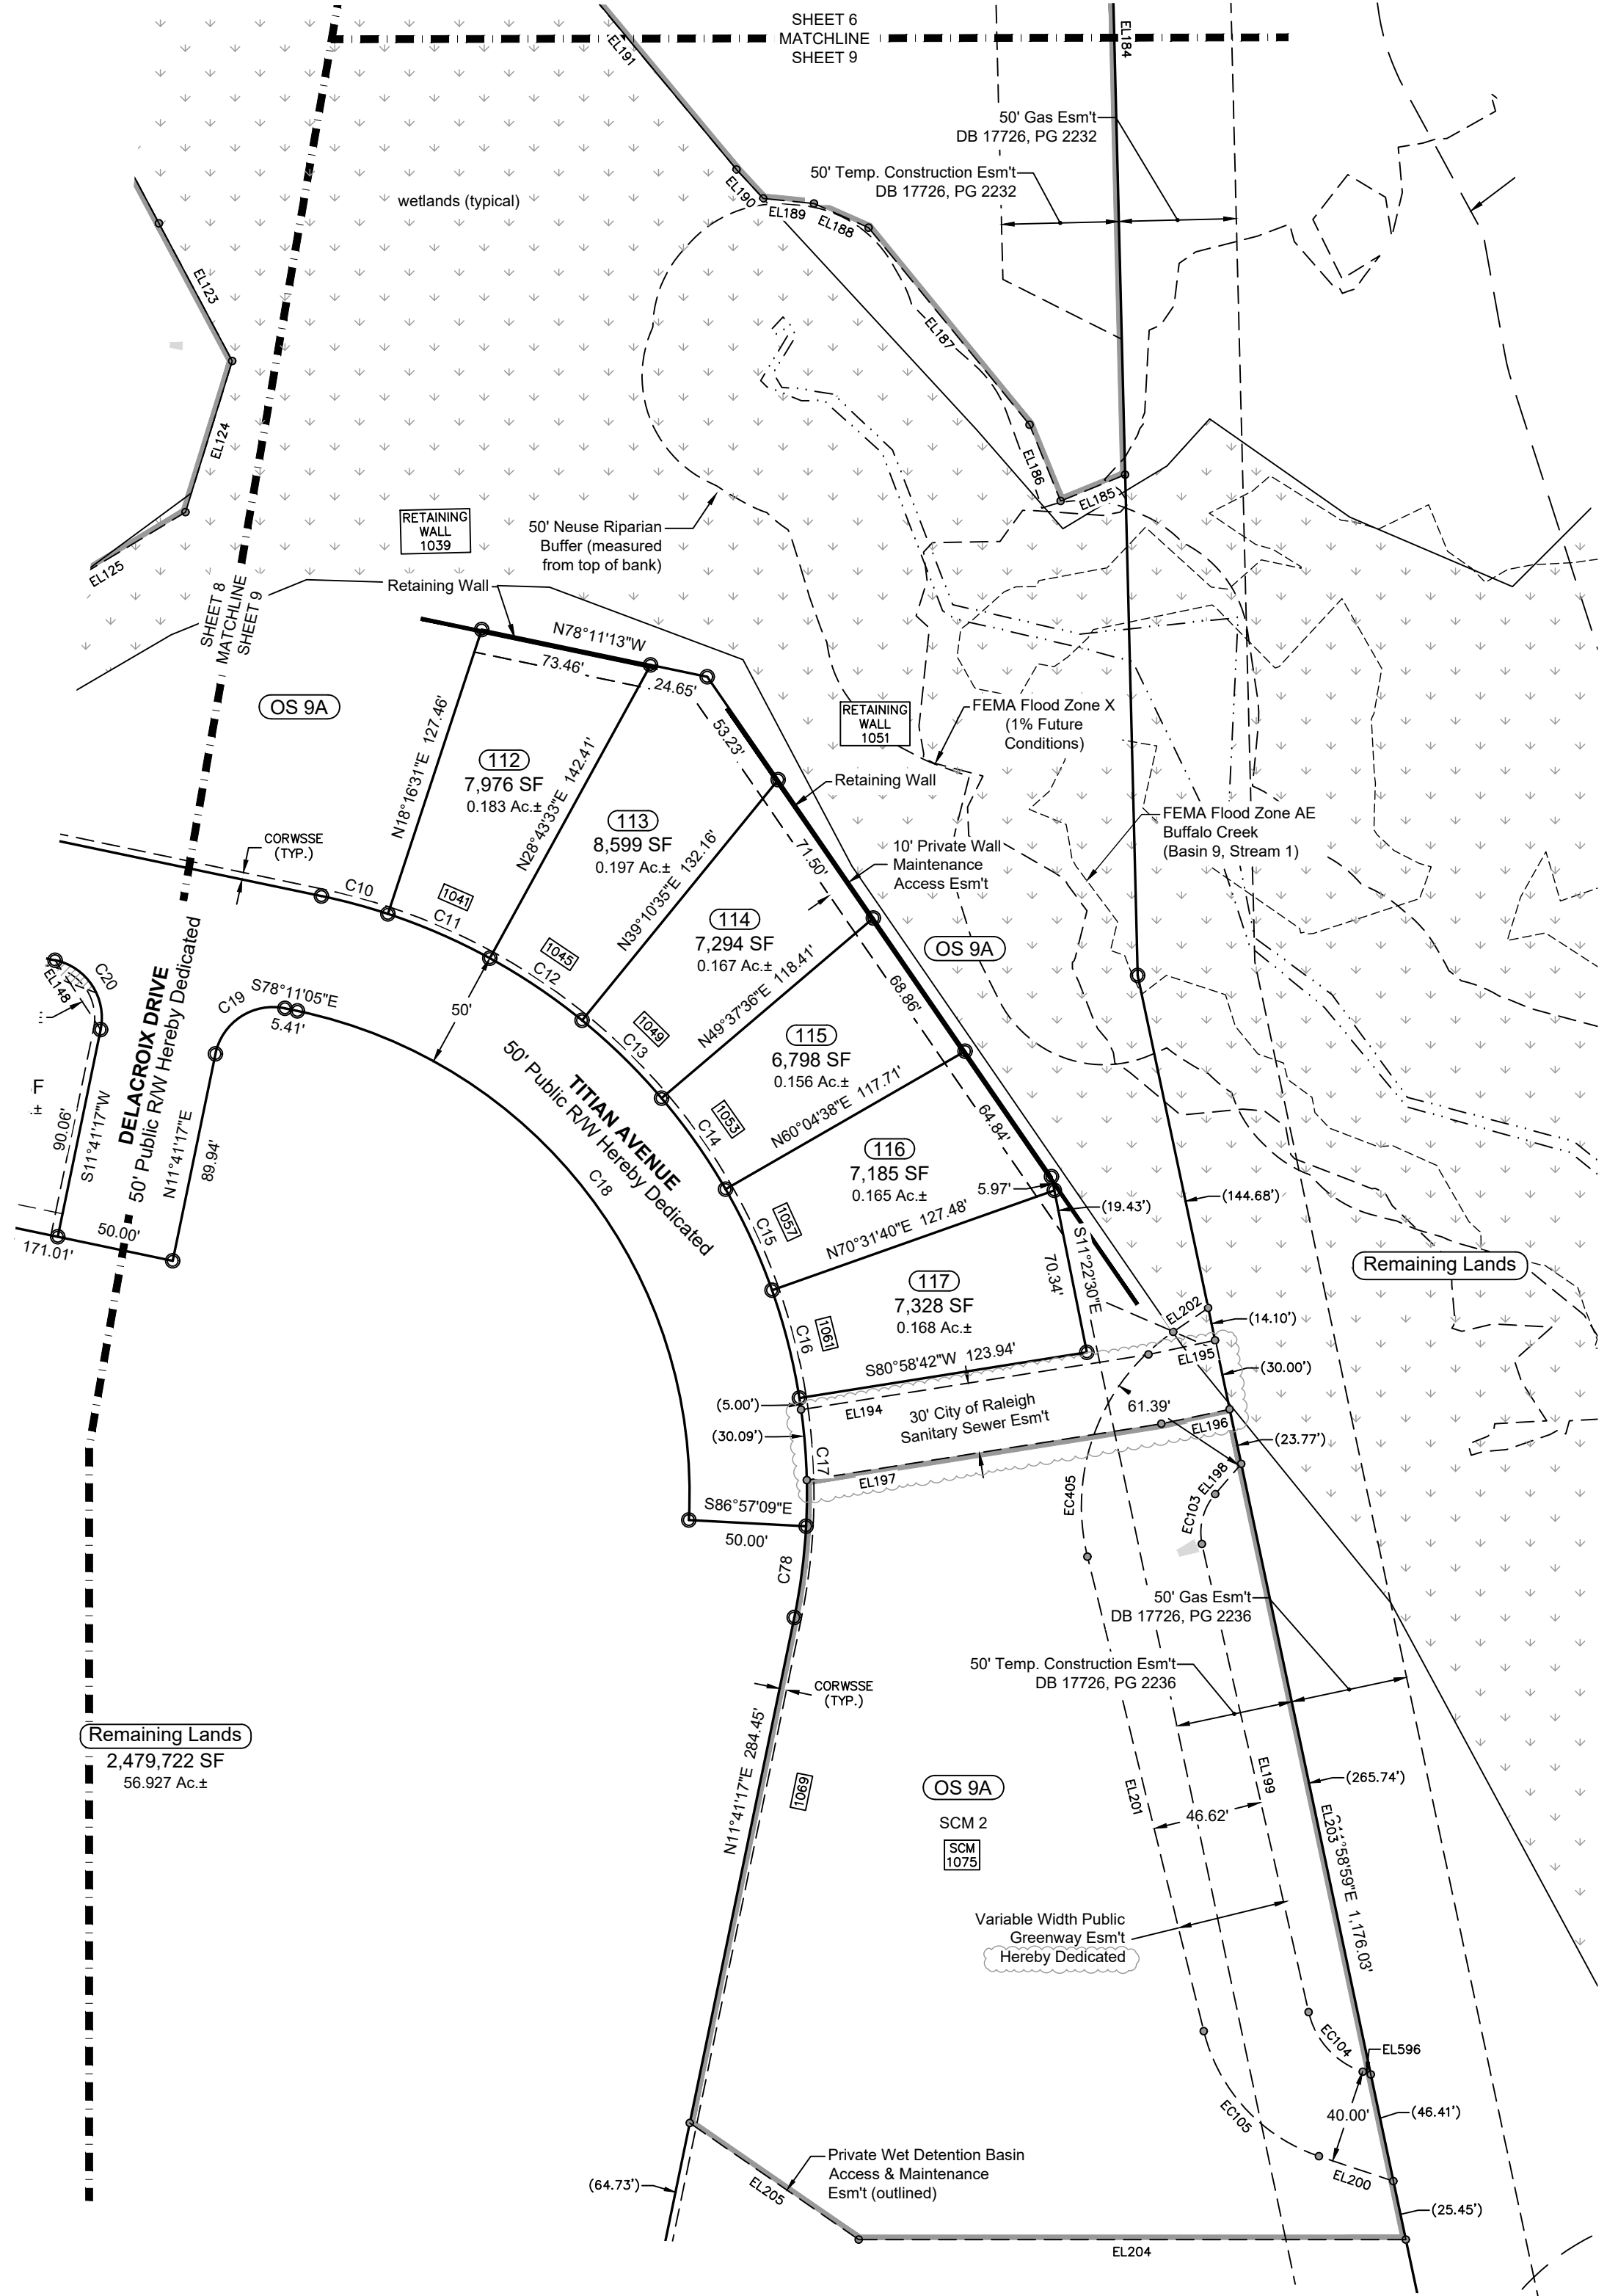 SHEET 6
MATCHLINE
SHEET 9
EL191
EL184
50' Gas Esm't
DB 17726, PG 2232
50' Temp. Construction Esm't
DB 17726, PG 2232
wetlands (typical)
EL190
EL189
EL188
EL123
EL187
EL124
EL186
EL185
RETAINING
WALL
1039
50' Neuse Riparian
Buffer (measured
from top of bank)
EL125
Retaining Wall
SHEET 8
MATCHLINE
SHEET 9
N78°11'13"W
73.46'
24.65'
OS 9A
53.23'
RETAINING
WALL
1051
FEMA Flood Zone X
(1% Future
Conditions)
N18°16'31"E 127.46'
112
7,976 SF
0.183 Ac.±
N28°43'33"E 142.41'
Retaining Wall
113
8,599 SF
0.197 Ac.±
FEMA Flood Zone AE
Buffalo Creek
(Basin 9, Stream 1)
CORWSSE
(TYP.)
N39°10'35"E 132.16'
71.50'
10' Private Wall
Maintenance
Access Esm't
C10
1041
C11
114
7,294 SF
0.167 Ac.±
OS 9A
1045
C12
N49°37'36"E 118.41'
68.86'
C20
EL148
C19
S78°11'05"E
5.41'
50'
1049
C13
115
6,798 SF
0.156 Ac.±
DELACROIX DRIVE
50' Public R/W Hereby Dedicated
F
.±
90.06'
S11°41'17"W
N11°41'17"E
89.94'
TITIAN AVENUE
50' Public R/W Hereby Dedicated
C18
1053
C14
N60°04'38"E 117.71'
64.84'
116
7,185 SF
0.165 Ac.±
5.97'
(19.43')
(144.68')
50.00'
171.01'
1057
C15
N70°31'40"E 127.48'
70.34'
S11°22'30"E
Remaining Lands
117
7,328 SF
0.168 Ac.±
EL202
(14.10')
1061
C16
S80°58'42"W 123.94'
EL195
(30.00')
(5.00')
EL194
30' City of Raleigh
Sanitary Sewer Esm't
61.39'
EL196
(30.09')
(23.77')
C17
EL197
EL198
EC405
EC103
S86°57'09"E
50.00'
C78
50' Gas Esm't
DB 17726, PG 2236
50' Temp. Construction Esm't
DB 17726, PG 2236
CORWSSE
(TYP.)
Remaining Lands
2,479,722 SF
56.927 Ac.±
N11°41'17"E 284.45'
1069
OS 9A
SCM 2
SCM
1075
EL201
46.62'
EL199
(265.74')
EL203
58'59"E 1,176.03'
Variable Width Public
Greenway Esm't
Hereby Dedicated
EC104
EL596
EC105
40.00'
(46.41')
Private Wet Detention Basin
Access & Maintenance
Esm't (outlined)
EL205
(64.73')
EL200
(25.45')
EL204